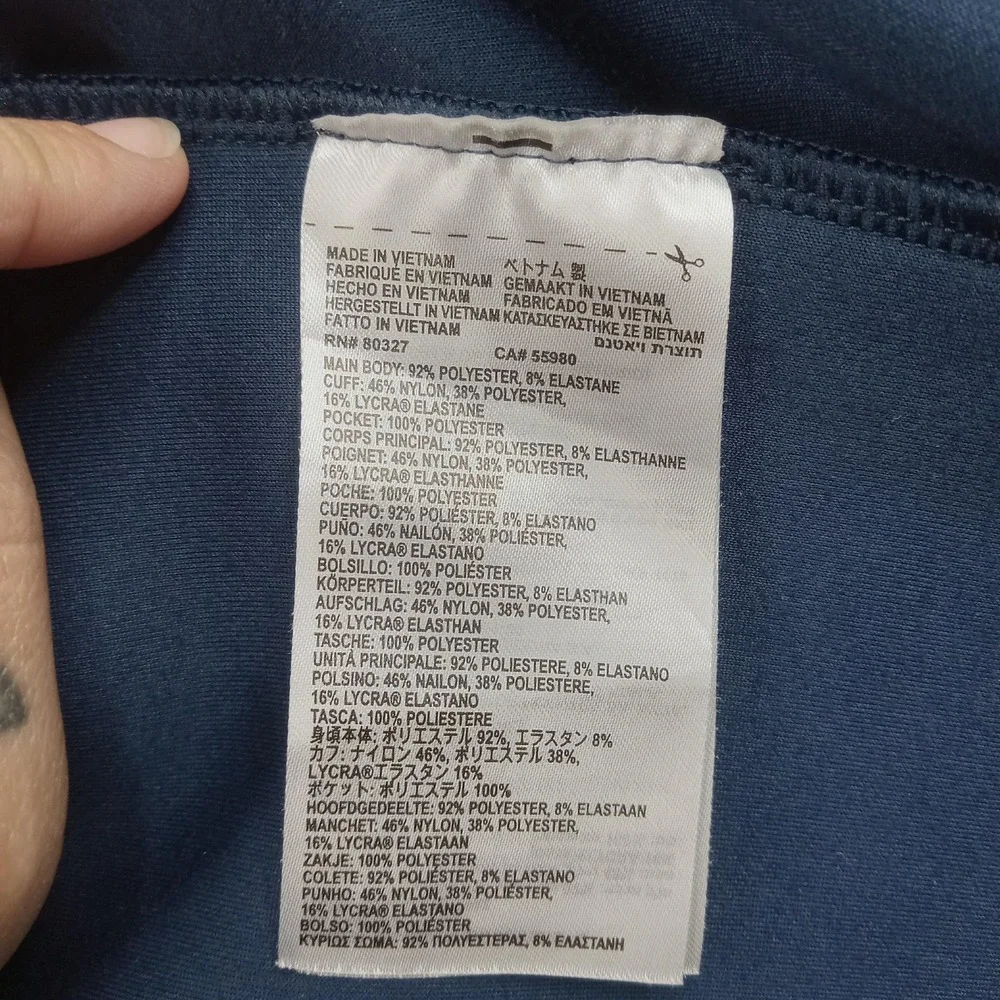 MADE IN VIETNAM
FABRIQUÉ EN VIETNAM
HECHO EN VIETNAM
HERGESTELLT IN VIETNAM
FATTO IN VIETNAM
ベトナム 製
GEMAAKT IN VIETNAM
FABRICADO EM VIETNÃ
ΚΑΤΑΣΚΕΥΑΣΤΗΚΕ ΣΕ ΒΙΕΤΝΑΜ
תוצרת ויאטנם
RN# 80327
CA# 55980
MAIN BODY: 92% POLYESTER, 8% ELASTANE
CUFF: 46% NYLON, 38% POLYESTER,
16% LYCRA® ELASTANE
POCKET: 100% POLYESTER
CORPS PRINCIPAL: 92% POLYESTER, 8% ELASTHANNE
POIGNET: 46% NYLON, 38% POLYESTER,
16% LYCRA® ELASTHANNE
POCHE: 100% POLYESTER
CUERPO: 92% POLIÉSTER, 8% ELASTANO
PUÑO: 46% NAILÓN, 38% POLIÉSTER,
16% LYCRA® ELASTANO
BOLSILLO: 100% POLIÉSTER
KÖRPERTEIL: 92% POLYESTER, 8% ELASTHAN
AUFSCHLAG: 46% NYLON, 38% POLYESTER,
16% LYCRA® ELASTHAN
TASCHE: 100% POLYESTER
UNITÀ PRINCIPALE: 92% POLIESTERE, 8% ELASTANO
POLSINO: 46% NAILON, 38% POLIESTERE,
16% LYCRA® ELASTANO
TASCA: 100% POLIESTERE
身頃本体: ポリエステル 92%, エラスタン 8%
カフ: ナイロン 46%, ポリエステル 38%,
LYCRA®エラスタン 16%
ポケット: ポリエステル 100%
HOOFDGEDEELTE: 92% POLYESTER, 8% ELASTAAN
MANCHET: 46% NYLON, 38% POLYESTER,
16% LYCRA® ELASTAAN
ZAKJE: 100% POLYESTER
COLETE: 92% POLIÉSTER, 8% ELASTANO
PUNHO: 46% NYLON, 38% POLIÉSTER,
16% LYCRA® ELASTANO
BOLSO: 100% POLIÉSTER
ΚΥΡΙΩΣ ΣΩΜΑ: 92% ΠΟΛΥΕΣΤΕΡΑΣ, 8% ΕΛΑΣΤΑΝΗ